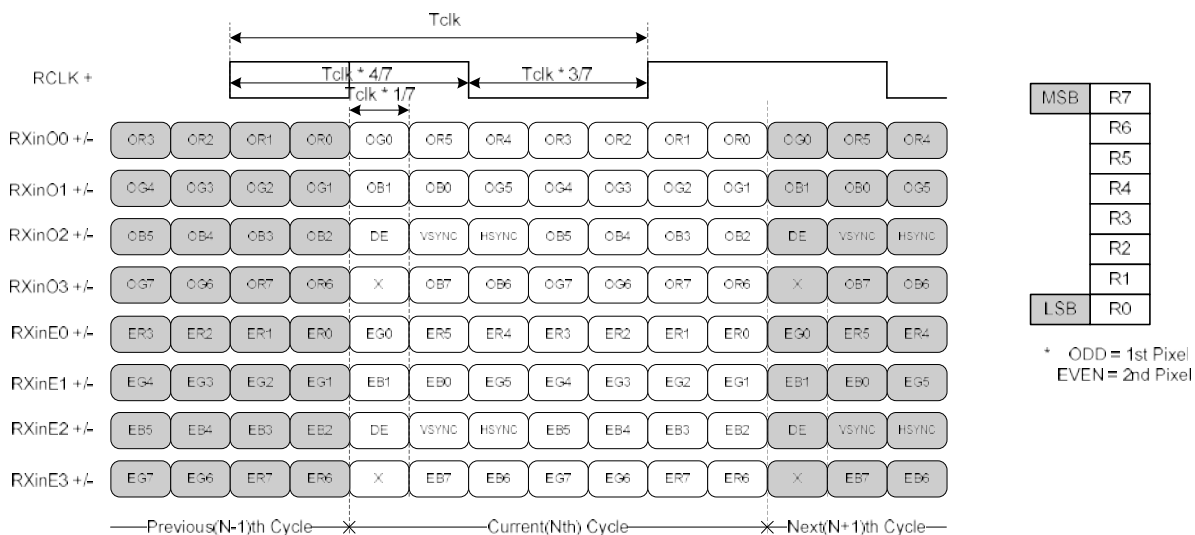 Tclk
RCLK +
Tclk * 4/7
Tclk * 3/7
Tclk * 1/7
RXinO0 +/- OR3 OR2 OR1 OR0 OG0 OR5 OR4 OR3 OR2 OR1 OR0 OG0 OR5 OR4
RXinO1 +/- OG4 OG3 OG2 OG1 OB1 OB0 OG5 OG4 OG3 OG2 OG1 OB1 OB0 OG5
RXinO2 +/- OB5 OB4 OB3 OB2 DE VSYNC HSYNC OB5 OB4 OB3 OB2 DE VSYNC HSYNC
RXinO3 +/- OG7 OG6 OR7 OR6 X OB7 OB6 OG7 OG6 OR7 OR6 X OB7 OB6
RXinE0 +/- ER3 ER2 ER1 ER0 EG0 ER5 ER4 ER3 ER2 ER1 ER0 EG0 ER5 ER4
RXinE1 +/- EG4 EG3 EG2 EG1 EB1 EB0 EG5 EG4 EG3 EG2 EG1 EB1 EB0 EG5
RXinE2 +/- EB5 EB4 EB3 EB2 DE VSYNC HSYNC EB5 EB4 EB3 EB2 DE VSYNC HSYNC
RXinE3 +/- EG7 EG6 ER7 ER6 X EB7 EB6 EG7 EG6 ER7 ER6 X EB7 EB6
Previous(N-1)th Cycle Current(Nth) Cycle Next(N+1)th Cycle
MSB R7
R6
R5
R4
R3
R2
R1
LSB R0
* ODD = 1st Pixel
EVEN = 2nd Pixel